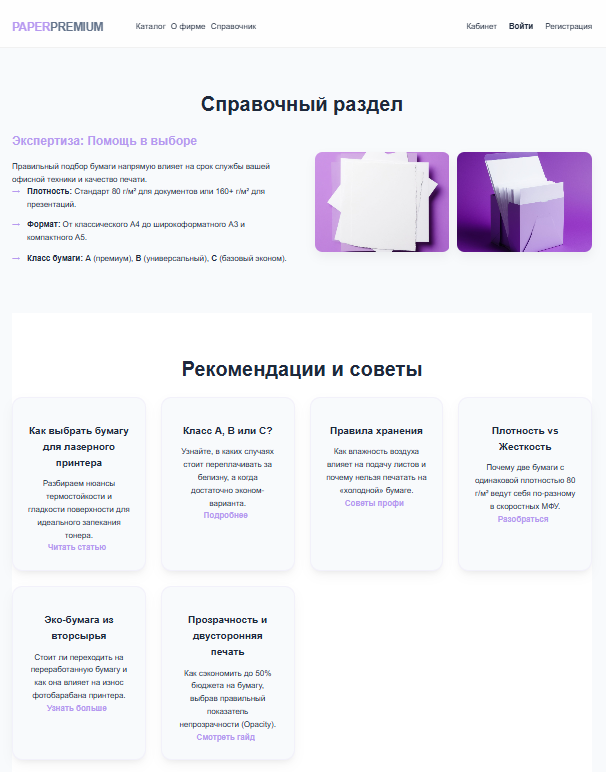 PAPERPREMIUM
Каталог О фирме Справочник
Кабинет Войти Регистрация
Справочный раздел
Экспертиза: Помощь в выборе
Правильный подбор бумаги напрямую влияет на срок службы вашей
офисной техники и качество печати.
→ Плотность: Стандарт 80 г/м² для документов или 160+ г/м² для
презентаций.
→ Формат: От классического А4 до широкоформатного А3 и
компактного А5.
→ Класс бумаги: А (премиум), В (универсальный), С (базовый эконом).
Рекомендации и советы
Как выбрать бумагу
для лазерного
принтера
Разбираем нюансы
термостойкости и
гладкости поверхности для
идеального запекания
тонера.
Читать статью
Класс А, В или С?
Узнайте, в каких случаях
стоит переплачивать за
белизну, а когда
достаточно эконом-
варианта.
Подробнее
Правила хранения
Как влажность воздуха
влияет на подачу листов и
почему нельзя печатать на
«холодной» бумаге.
Советы профи
Плотность vs
Жесткость
Почему две бумаги с
одинаковой плотностью 80
г/м² ведут себя по-разному
в скоростных МФУ.
Разобраться
Эко-бумага из
вторсырья
Стоит ли переходить на
переработанную бумагу и
как она влияет на износ
фотобарабана принтера.
Узнать больше
Прозрачность и
двусторонняя
печать
Как сэкономить до 50%
бюджета на бумагу,
выбрав правильный
показатель
непрозрачности (Opacity).
Смотреть гайд